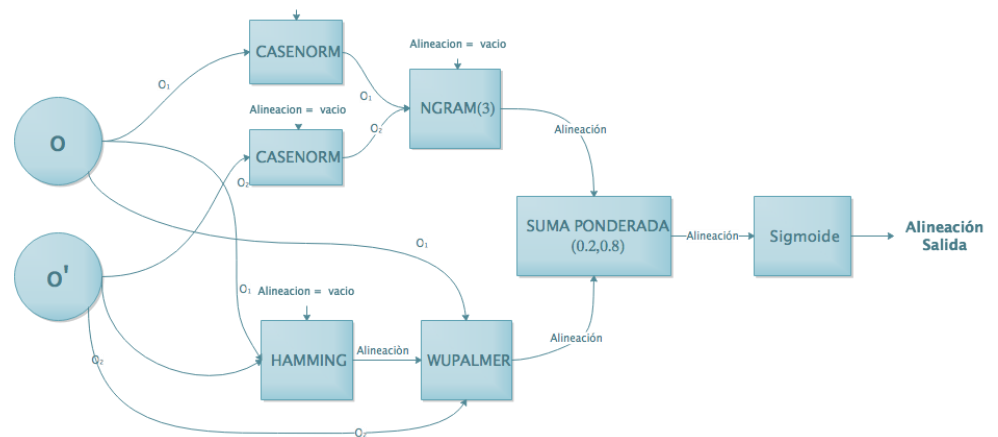 CASENORM
Alineacion = vacio
O₁
O₁
NGRAM(3)
Alineacion = vacio
O
CASENORM
O₂
Alineación
O₂
SUMA PONDERADA
(0.2,0.8)
Alineación
Sigmoide
Alineación
Salida
O₁
O'
O₁
Alineacion = vacio
HAMMING
Alineaciòn
WUPALMER
Alineación
O₂
O₂